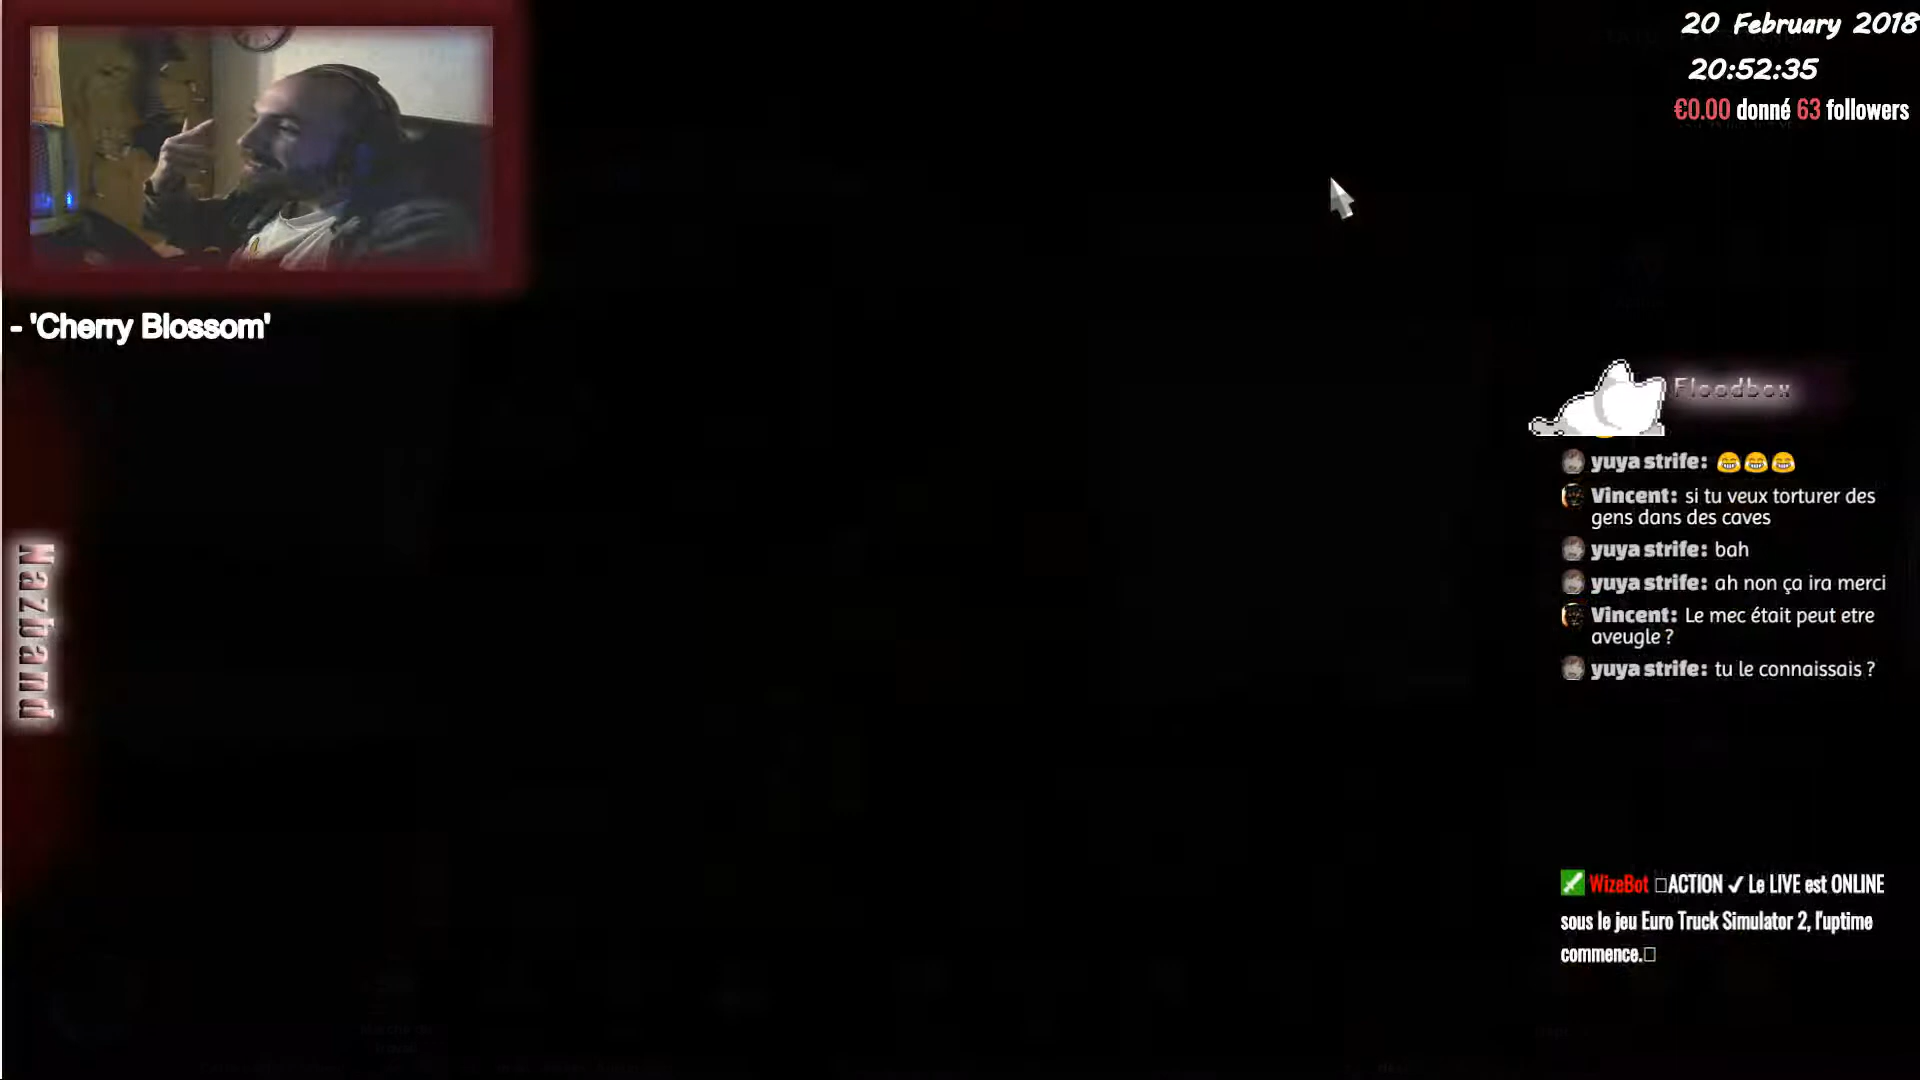 20 February 2018
20:52:35
€0.00 donné 63 followers
- 'Cherry Blossom'
Floodbox
yuya strife: 😂😂😂
Vincent: si tu veux torturer des
gens dans des caves
yuya strife: bah
yuya strife: ah non ça ira merci
Vincent: Le mec était peut etre
aveugle ?
yuya strife: tu le connaissais ?
Nazband
WizeBot □ACTION ✓ Le LIVE est ONLINE
sous le jeu Euro Truck Simulator 2, l'uptime
commence.□